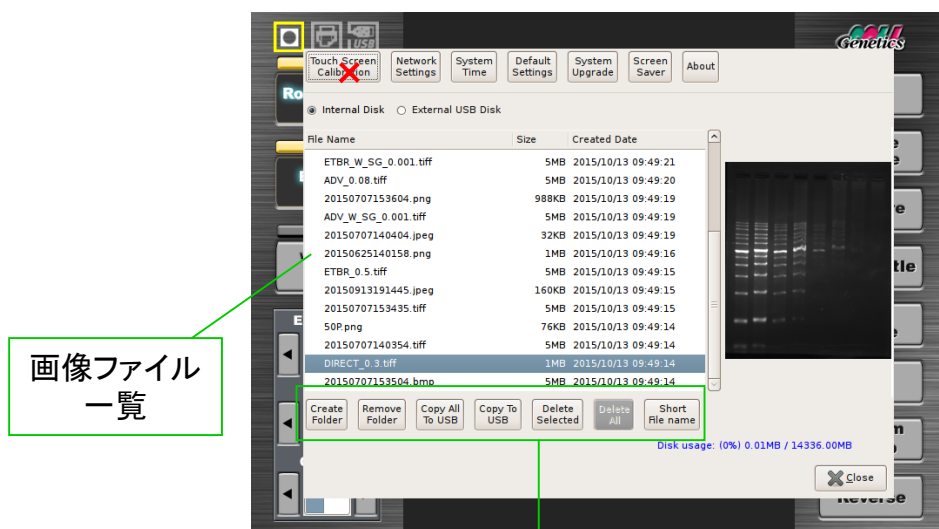 USB
Genetics
Touch Screen
Calibration
Network
Settings
System
Time
Default
Settings
System
Upgrade
Screen
Saver
About
Ro
Internal Disk
External USB Disk
File Name Size Created Date
ETBR_W_SG_0.001.tiff 5MB 2015/10/13 09:49:21
ADV_0.08.tiff 5MB 2015/10/13 09:49:20
20150707153604.png 988KB 2015/10/13 09:49:19
ADV_W_SG_0.001.tiff 5MB 2015/10/13 09:49:19
20150707140404.jpeg 32KB 2015/10/13 09:49:19
20150625140158.png 1MB 2015/10/13 09:49:16
ETBR_0.5.tiff 5MB 2015/10/13 09:49:15
20150913191445.jpeg 160KB 2015/10/13 09:49:15
20150707153435.tiff 5MB 2015/10/13 09:49:15
50P.png 76KB 2015/10/13 09:49:14
20150707140354.tiff 5MB 2015/10/13 09:49:14
DIRECT_0.3.tiff 1MB 2015/10/13 09:49:14
20150707153504.bmp 5MB 2015/10/13 09:49:14
画像ファイル
一覧
Create
Folder
Remove
Folder
Copy All
To USB
Copy To
USB
Delete
Selected
Delete
All
Short
File name
Disk usage: (0%) 0.01MB / 14336.00MB
Close